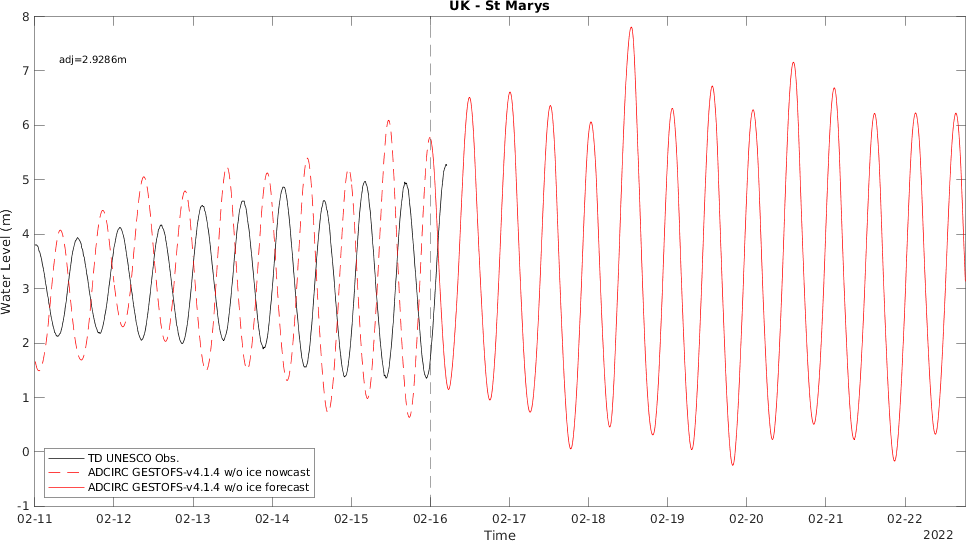 UK - St Marys
adj=2.9286m
8
7
6
5
4
3
2
1
0
-1
Water Level (m)
TD UNESCO Obs.
ADCIRC GESTOFS-v4.1.4 w/o ice nowcast
ADCIRC GESTOFS-v4.1.4 w/o ice forecast
02-11 02-12 02-13 02-14 02-15 02-16 02-17 02-18 02-19 02-20 02-21 02-22
Time
2022